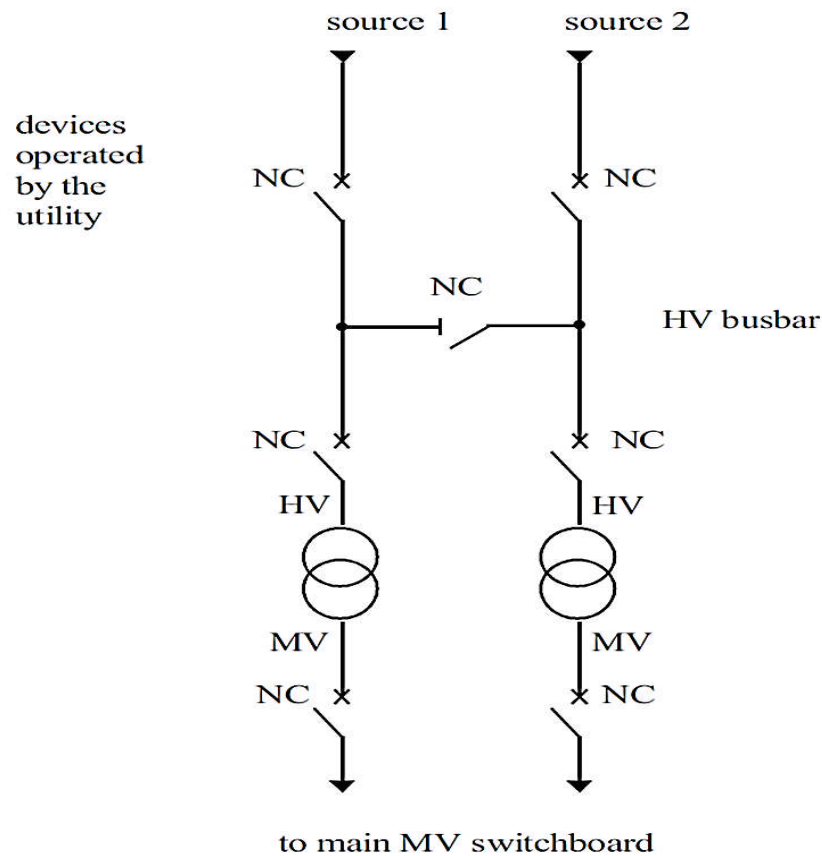 source 1
source 2
devices
operated
by the
utility
NC
NC
NC
HV busbar
NC
NC
HV
HV
MV
MV
NC
NC
to main MV switchboard